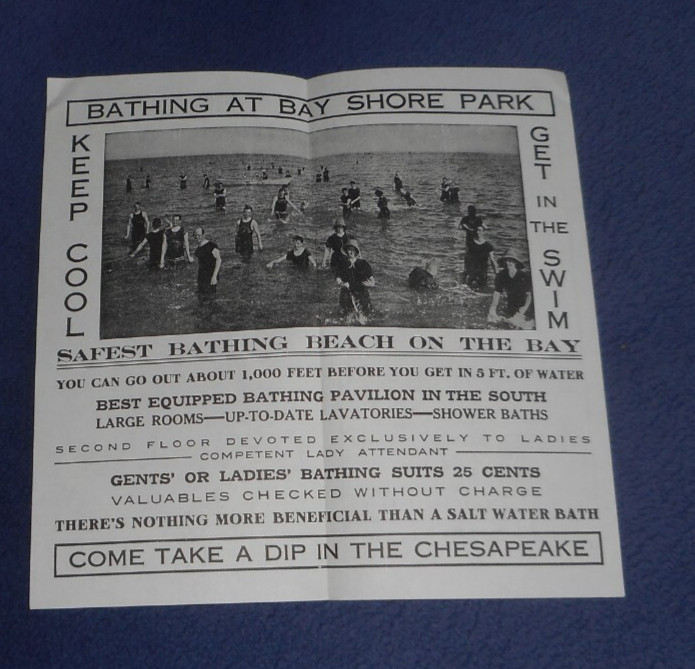 BATHING AT BAY SHORE PARK
KEEP COOL
GET IN THE SWIM
SAFEST BATHING BEACH ON THE BAY
YOU CAN GO OUT ABOUT 1,000 FEET BEFORE YOU GET IN 5 FT. OF WATER
BEST EQUIPPED BATHING PAVILION IN THE SOUTH
LARGE ROOMS—UP-TO-DATE LAVATORIES—SHOWER BATHS
SECOND FLOOR DEVOTED EXCLUSIVELY TO LADIES
COMPETENT LADY ATTENDANT
GENTS' OR LADIES' BATHING SUITS 25 CENTS
VALUABLES CHECKED WITHOUT CHARGE
THERE'S NOTHING MORE BENEFICIAL THAN A SALT WATER BATH
COME TAKE A DIP IN THE CHESAPEAKE